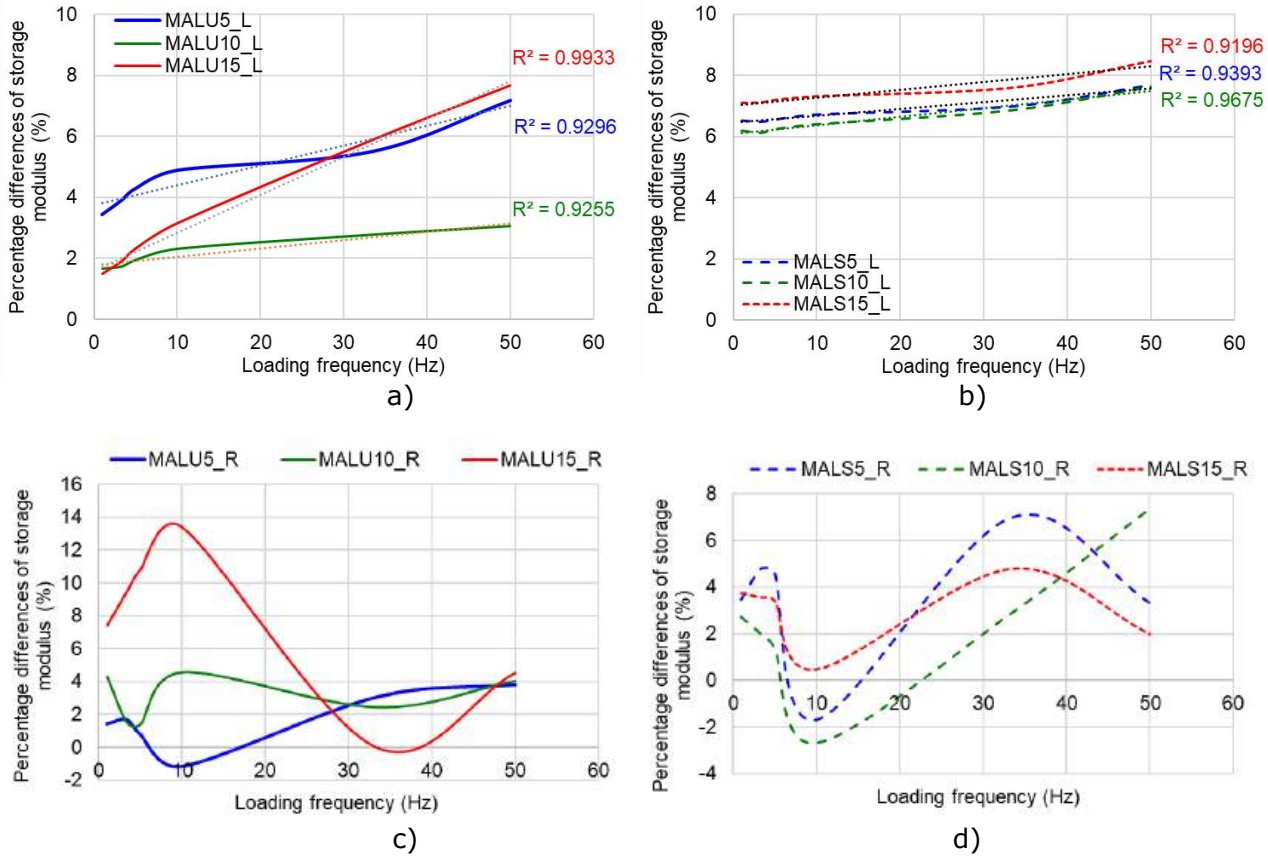 10
8
6
4
2
0
Percentage differences of storage
modulus (%)
MALU5_L
MALU10_L
MALU15_L
R² = 0.9933
R² = 0.9296
R² = 0.9255
0 10 20 30 40 50 60
Loading frequency (Hz)
a)
10
8
6
4
2
0
Percentage differences of storage
modulus (%)
R² = 0.9196
R² = 0.9393
R² = 0.9675
MALS5_L
MALS10_L
MALS15_L
0 10 20 30 40 50 60
Loading frequency (Hz)
b)
MALU5_R MALU10_R MALU15_R
16
14
12
10
8
6
4
2
0
-2
Percentage differences of storage
modulus (%)
0 10 20 30 40 50 60
Loading frequency (Hz)
c)
MALS5_R MALS10_R MALS15_R
8
6
4
2
0
-2
-4
Percentage differences of storage
modulus (%)
0 10 20 30 40 50 60
Loading frequency (Hz)
d)